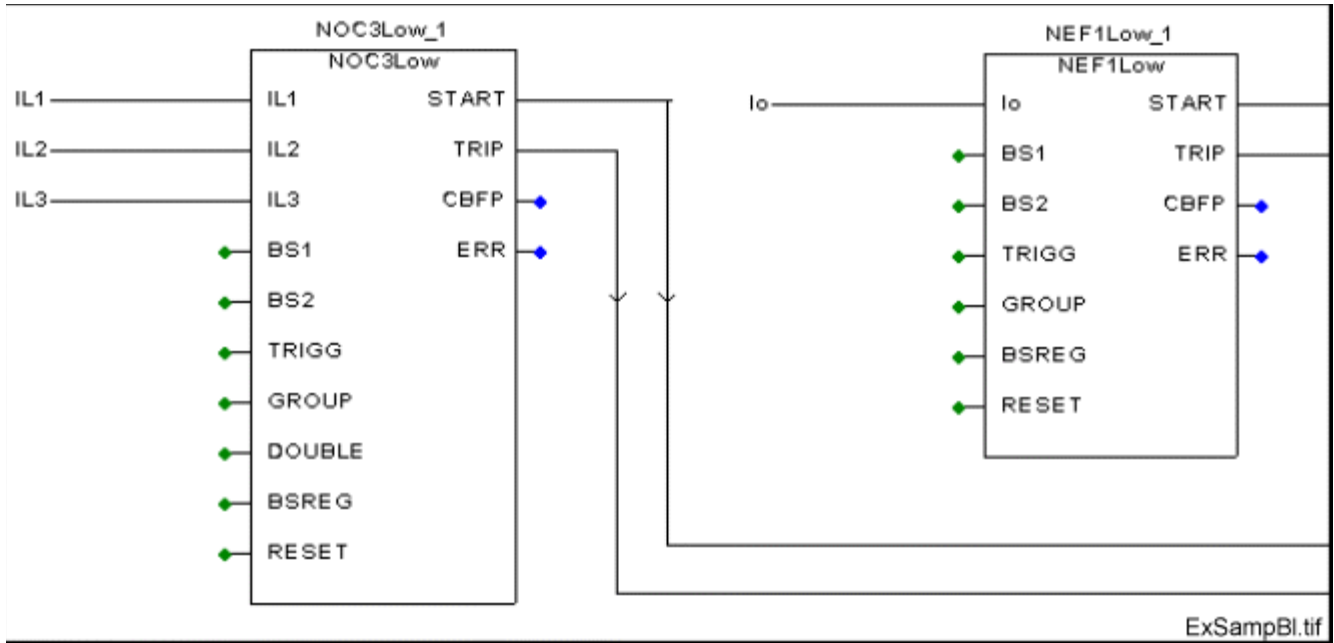 NOC3Low_1
NOC3Low
IL1 IL1 START
IL2 IL2 TRIP
IL3 IL3 CBFP
BS1 ERR
BS2
TRIGG
GROUP
DOUBLE
BSREG
RESET
NEF1Low_1
NEF1Low
Io Io START
BS1 TRIP
BS2 CBFP
TRIGG ERR
GROUP
BSREG
RESET
ExSampBl.tif